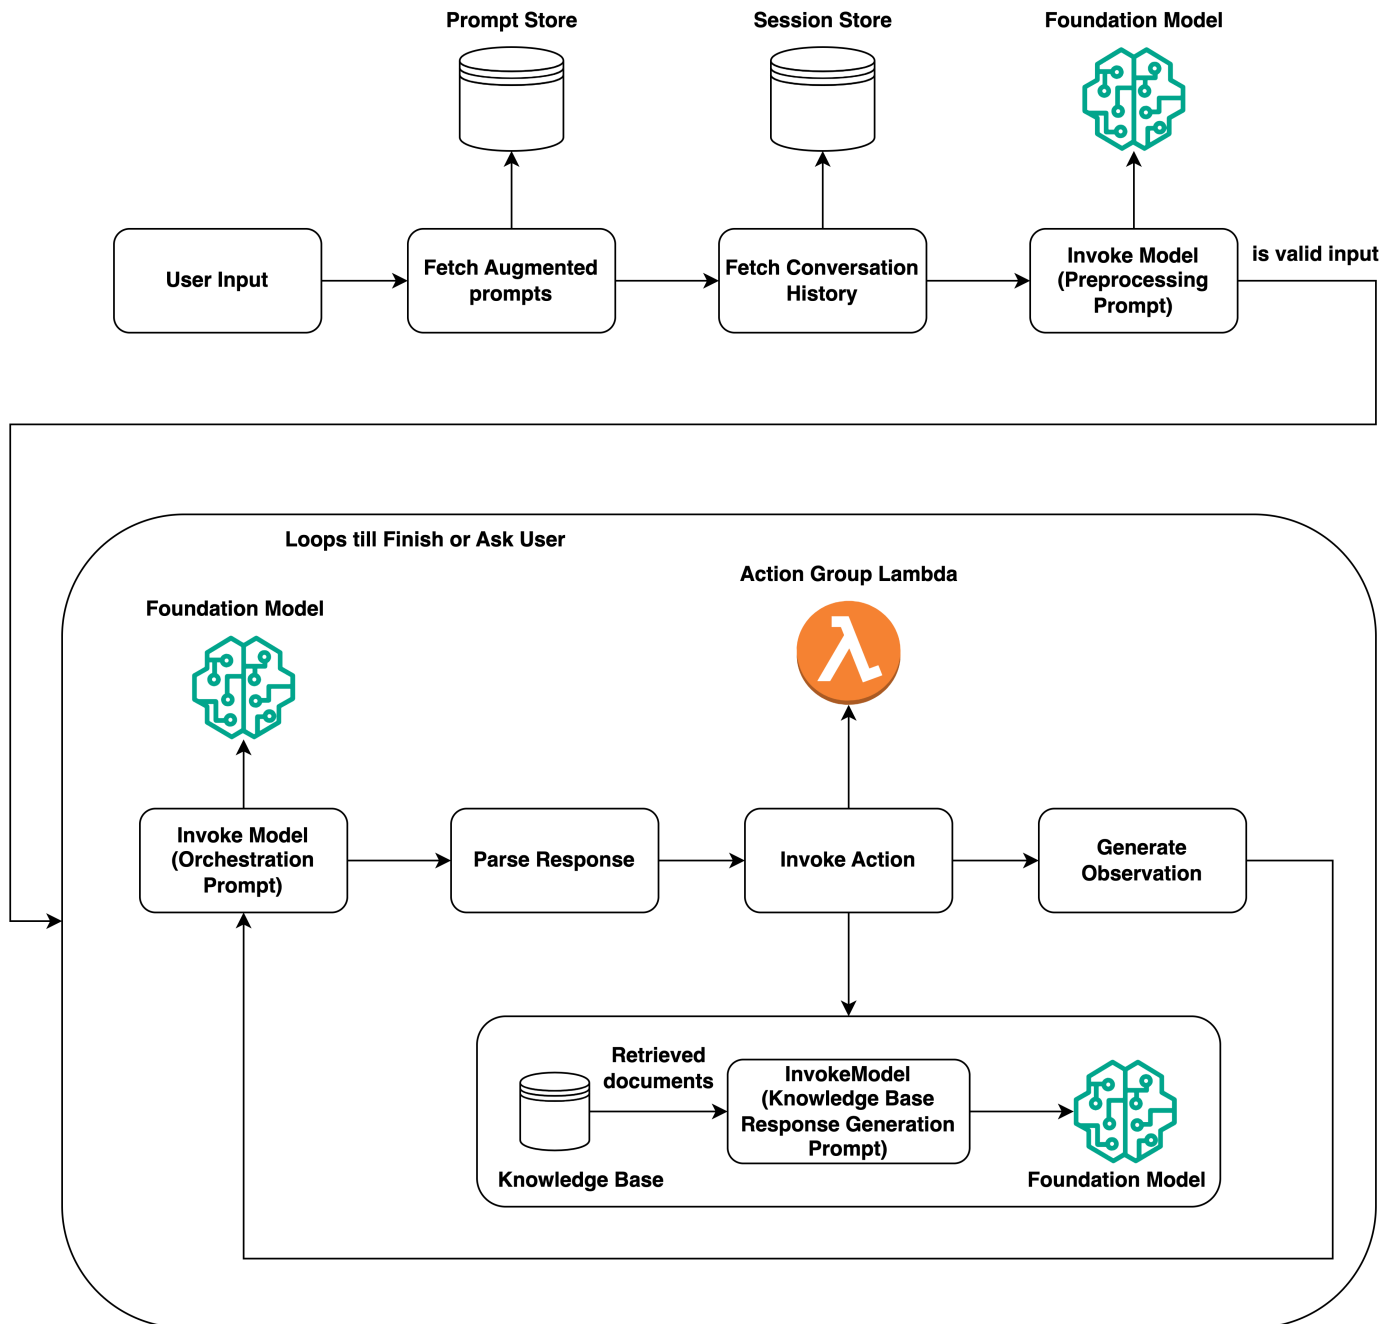 Prompt Store
Session Store
Foundation Model
User Input
Fetch Augmented
prompts
Fetch Conversation
History
Invoke Model
(Preprocessing
Prompt)
is valid input
Loops till Finish or Ask User
Action Group Lambda
Foundation Model
Invoke Model
(Orchestration
Prompt)
Parse Response
Invoke Action
Generate
Observation
Retrieved
documents
InvokeModel
(Knowledge Base
Response Generation
Prompt)
Knowledge Base
Foundation Model